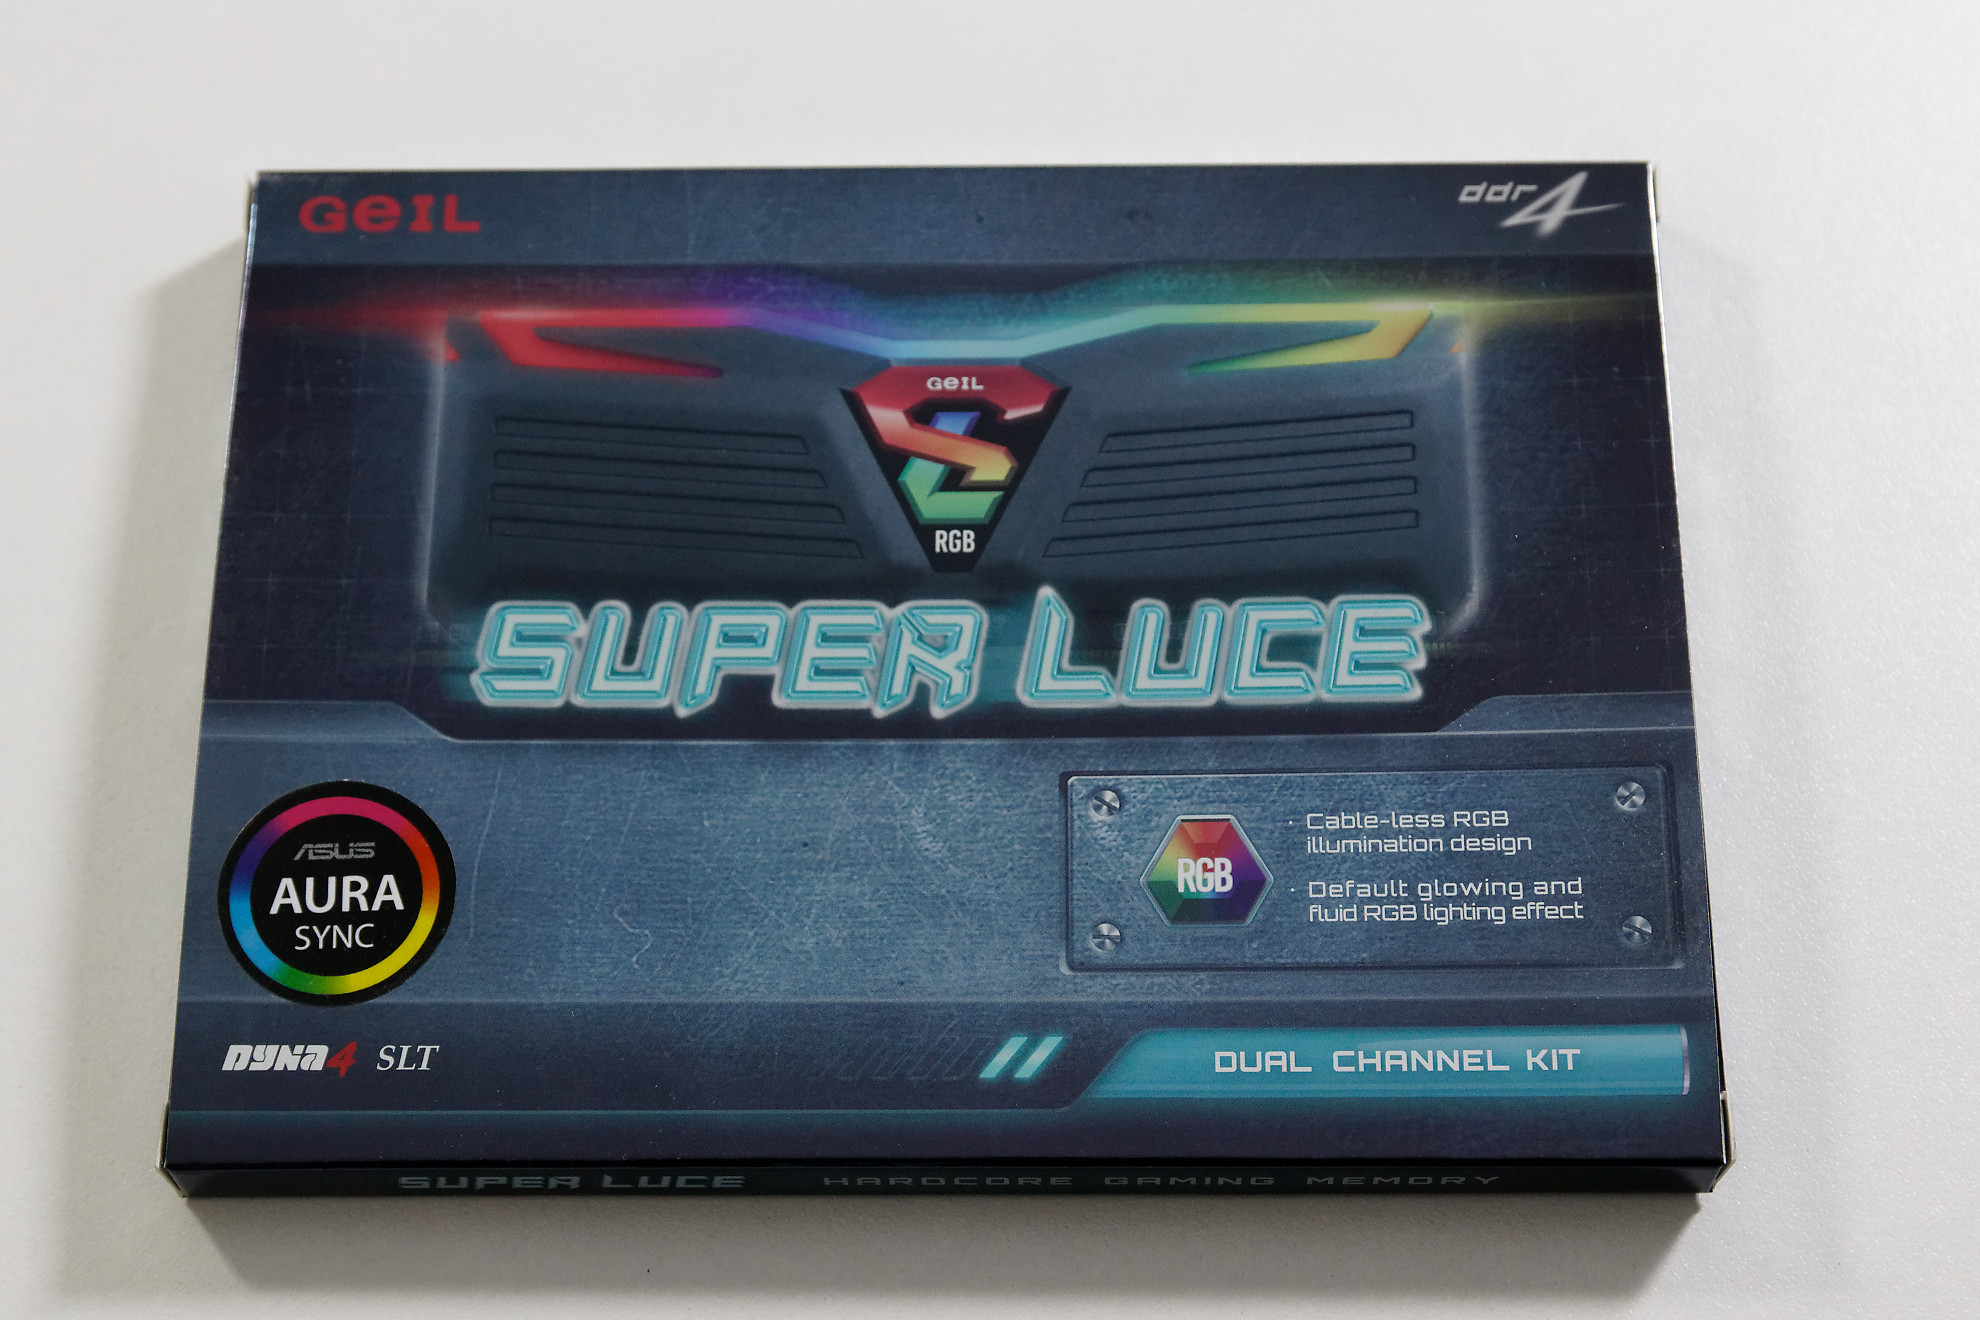 GeIL
ddr4
GeIL
RGB
SUPER LUCE
ASUS
AURA
SYNC
RGB
· Cable-less RGB
illumination design
· Default glowing and
fluid RGB lighting effect
DYNA4 SLT
DUAL CHANNEL KIT
SUPER LUCE HARDCORE GAMING MEMORY